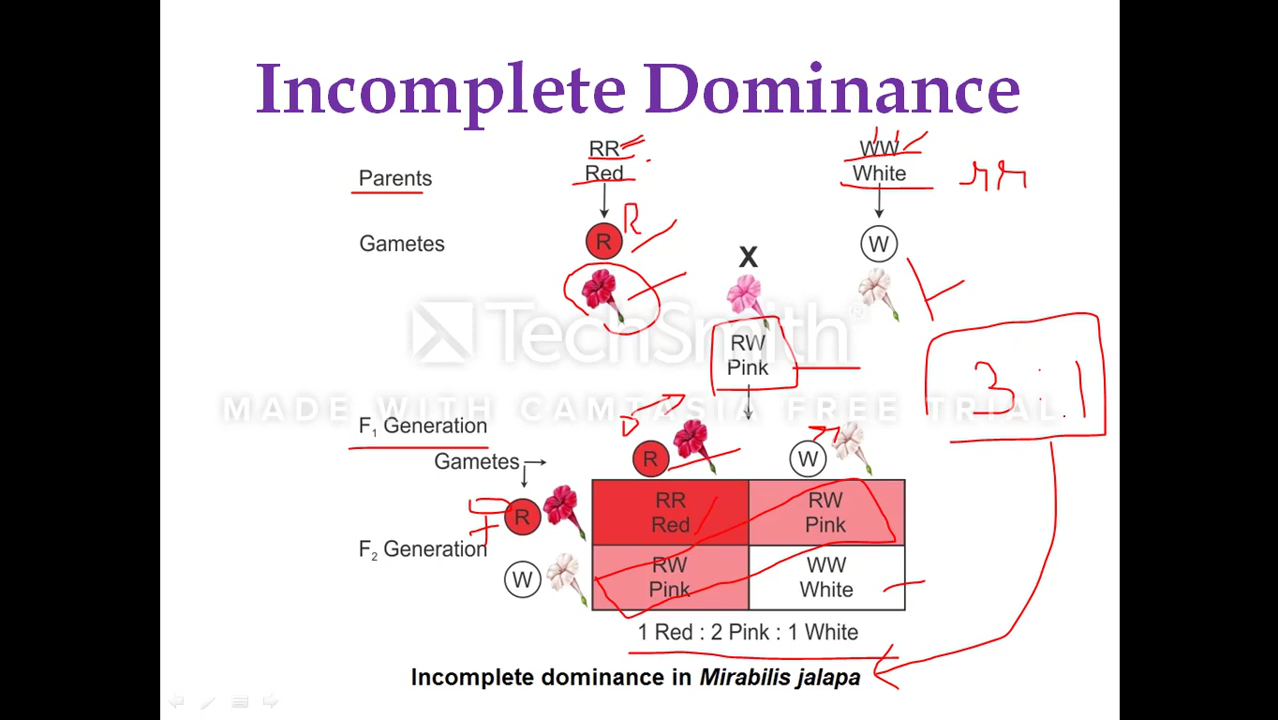 Incomplete Dominance
RR WW
Parents Red White rr
R
Gametes R W
X
TechSmith
RW
Pink
3:1
MADE WITH CAMTASIA FREE TRIAL
F1 Generation
Gametes R W
R RR RW
Red Pink
F2 Generation
W RW WW
Pink White
1 Red : 2 Pink : 1 White
Incomplete dominance in Mirabilis jalapa